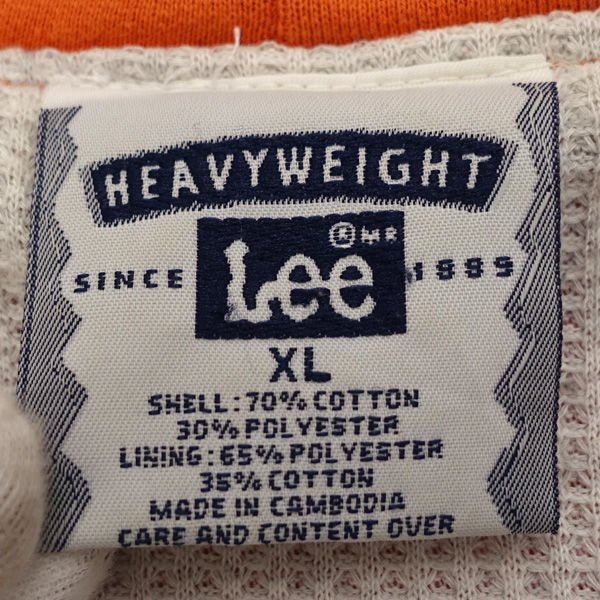 HEAVYWEIGHT
Lee ® MR
SINCE 1889
XL
SHELL: 70% COTTON
30% POLYESTER
LINING: 65% POLYESTER
35% COTTON
MADE IN CAMBODIA
CARE AND CONTENT OVER